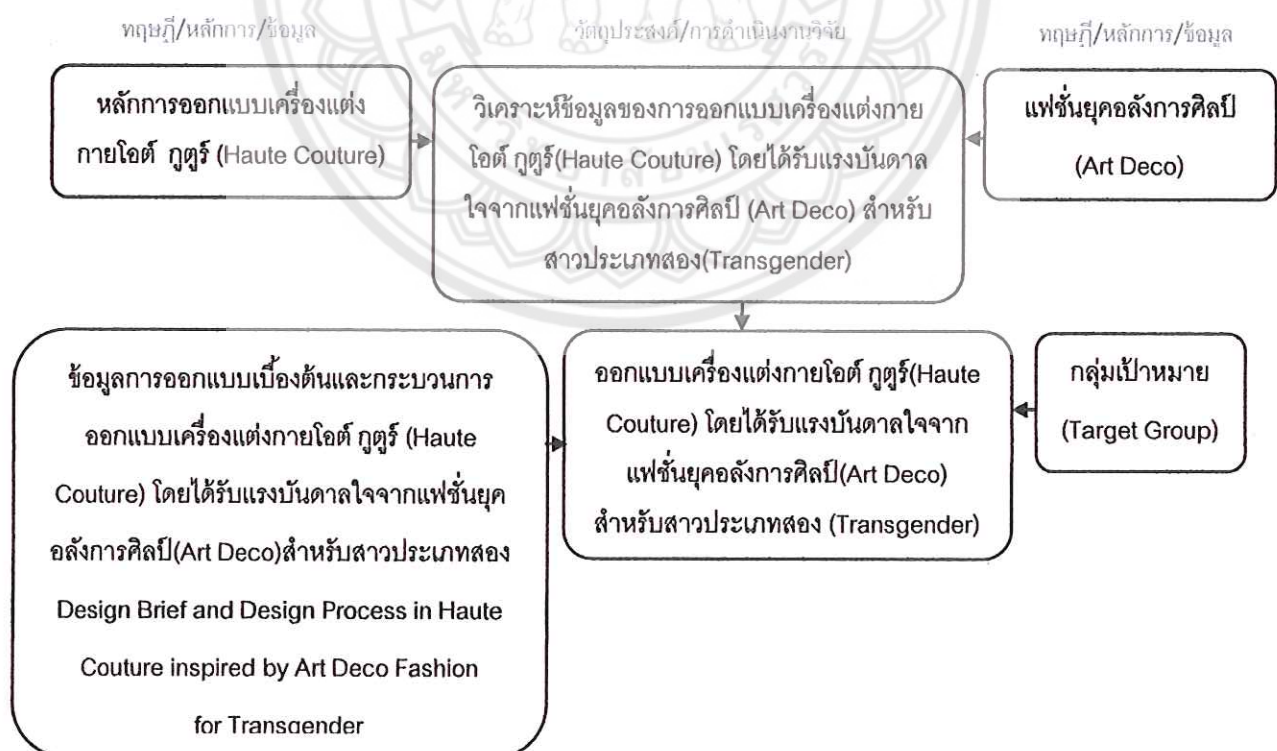 ทฤษฎี/หลักการ/ข้อมูล
วัตถุประสงค์/การดำเนินงานวิจัย
ทฤษฎี/หลักการ/ข้อมูล
หลักการออกแบบเครื่องแต่ง
กายโอต์ กูตูร์ (Haute Couture)
วิเคราะห์ข้อมูลของการออกแบบเครื่องแต่งกาย
โอต์ กูตูร์(Haute Couture) โดยได้รับแรงบันดาล
ใจจากแฟชั่นยุคอลังการศิลป์ (Art Deco) สำหรับ
สาวประเภทสอง(Transgender)
แฟชั่นยุคอลังการศิลป์
(Art Deco)
ข้อมูลการออกแบบเบื้องต้นและกระบวนการ
ออกแบบเครื่องแต่งกายโอต์ กูตูร์ (Haute
Couture) โดยได้รับแรงบันดาลใจจากแฟชั่นยุค
อลังการศิลป์(Art Deco)สำหรับสาวประเภทสอง
Design Brief and Design Process in Haute
Couture inspired by Art Deco Fashion
for Transgender
ออกแบบเครื่องแต่งกายโอต์ กูตูร์(Haute
Couture) โดยได้รับแรงบันดาลใจจาก
แฟชั่นยุคอลังการศิลป์(Art Deco)
สำหรับสาวประเภทสอง (Transgender)
กลุ่มเป้าหมาย
(Target Group)